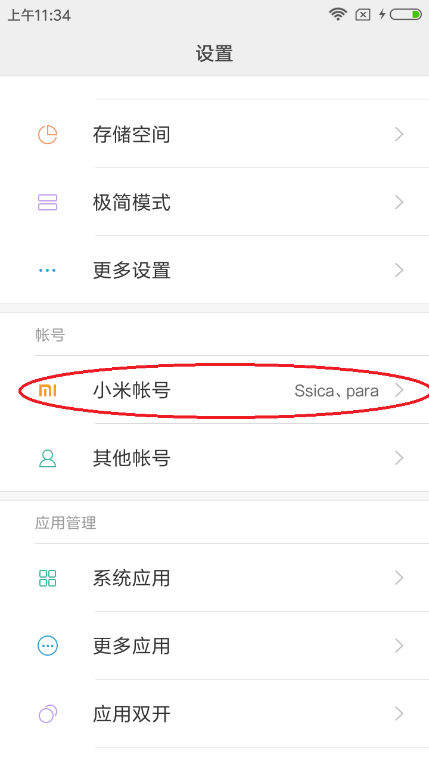 上午11:34
设置
存储空间
极简模式
更多设置
帐号
小米帐号 Ssica、para
其他帐号
应用管理
系统应用
更多应用
应用双开